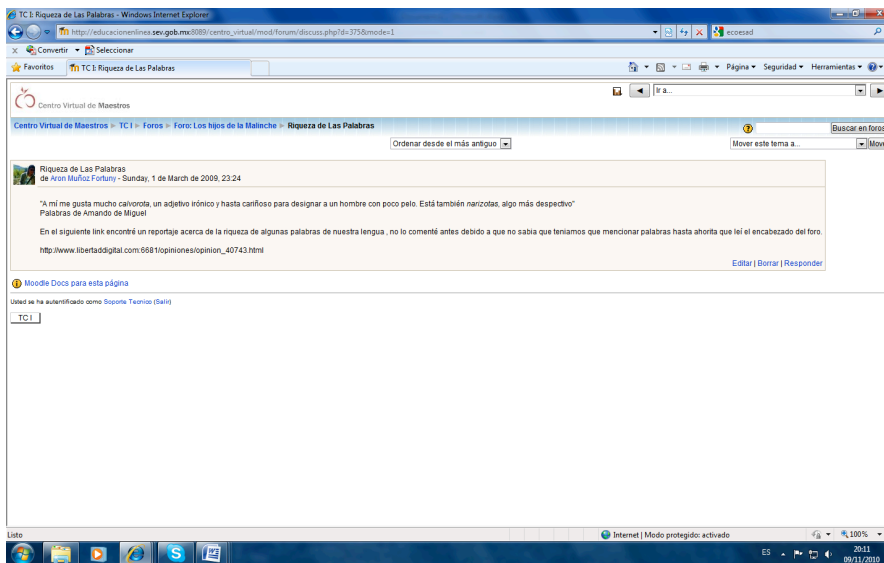 TC I: Riqueza de Las Palabras - Windows Internet Explorer
http://educacionenlinea.sev.gob.mx:8089/centro_virtual/mod/forum/discuss.php?d=375&mode=1
ecoesad
x Convertir Seleccionar
Favoritos TC I: Riqueza de Las Palabras Página Seguridad Herramientas
Centro Virtual de Maestros
Ir a...
Centro Virtual de Maestros ► TC I ► Foros ► Foro: Los hijos de la Malinche ► Riqueza de Las Palabras
Buscar en foros
Ordenar desde el más antiguo
Mover este tema a... Move
Riqueza de Las Palabras
de Aron Muñoz Fortuny - Sunday, 1 de March de 2009, 23:24
"A mí me gusta mucho calvorota, un adjetivo irónico y hasta cariñoso para designar a un hombre con poco pelo. Está también narizotas, algo más despectivo"
Palabras de Amando de Miguel
En el siguiente link encontré un reportaje acerca de la riqueza de algunas palabras de nuestra lengua , no lo comenté antes debido a que no sabia que teniamos que mencionar palabras hasta ahorita que leí el encabezado del foro.
http://www.libertaddigital.com:6681/opiniones/opinion_40743.html
Editar | Borrar | Responder
Moodle Docs para esta página
Usted se ha autentificado como Soporte Tecnico (Salir)
TC I
Listo
Internet | Modo protegido: activado
100%
ES
20:11
09/11/2010